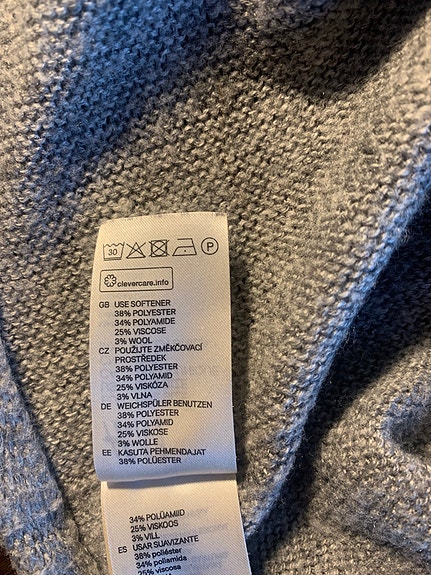 30 P
clevercare.info
GB USE SOFTENER
38% POLYESTER
34% POLYAMIDE
25% VISCOSE
3% WOOL
CZ POUŽIJTE ZMĚKČOVACÍ
PROSTŘEDEK
38% POLYESTER
34% POLYAMID
25% VISKÓZA
3% VLNA
DE WEICHSPÜLER BENUTZEN
38% POLYESTER
34% POLYAMID
25% VISKOSE
3% WOLLE
EE KASUTA PEHMENDAJAT
38% POLÜESTER
34% POLÜAMIID
25% VISKOOS
3% VILL
ES USAR SUAVIZANTE
38% poliéster
34% poliamida
25% viscosa